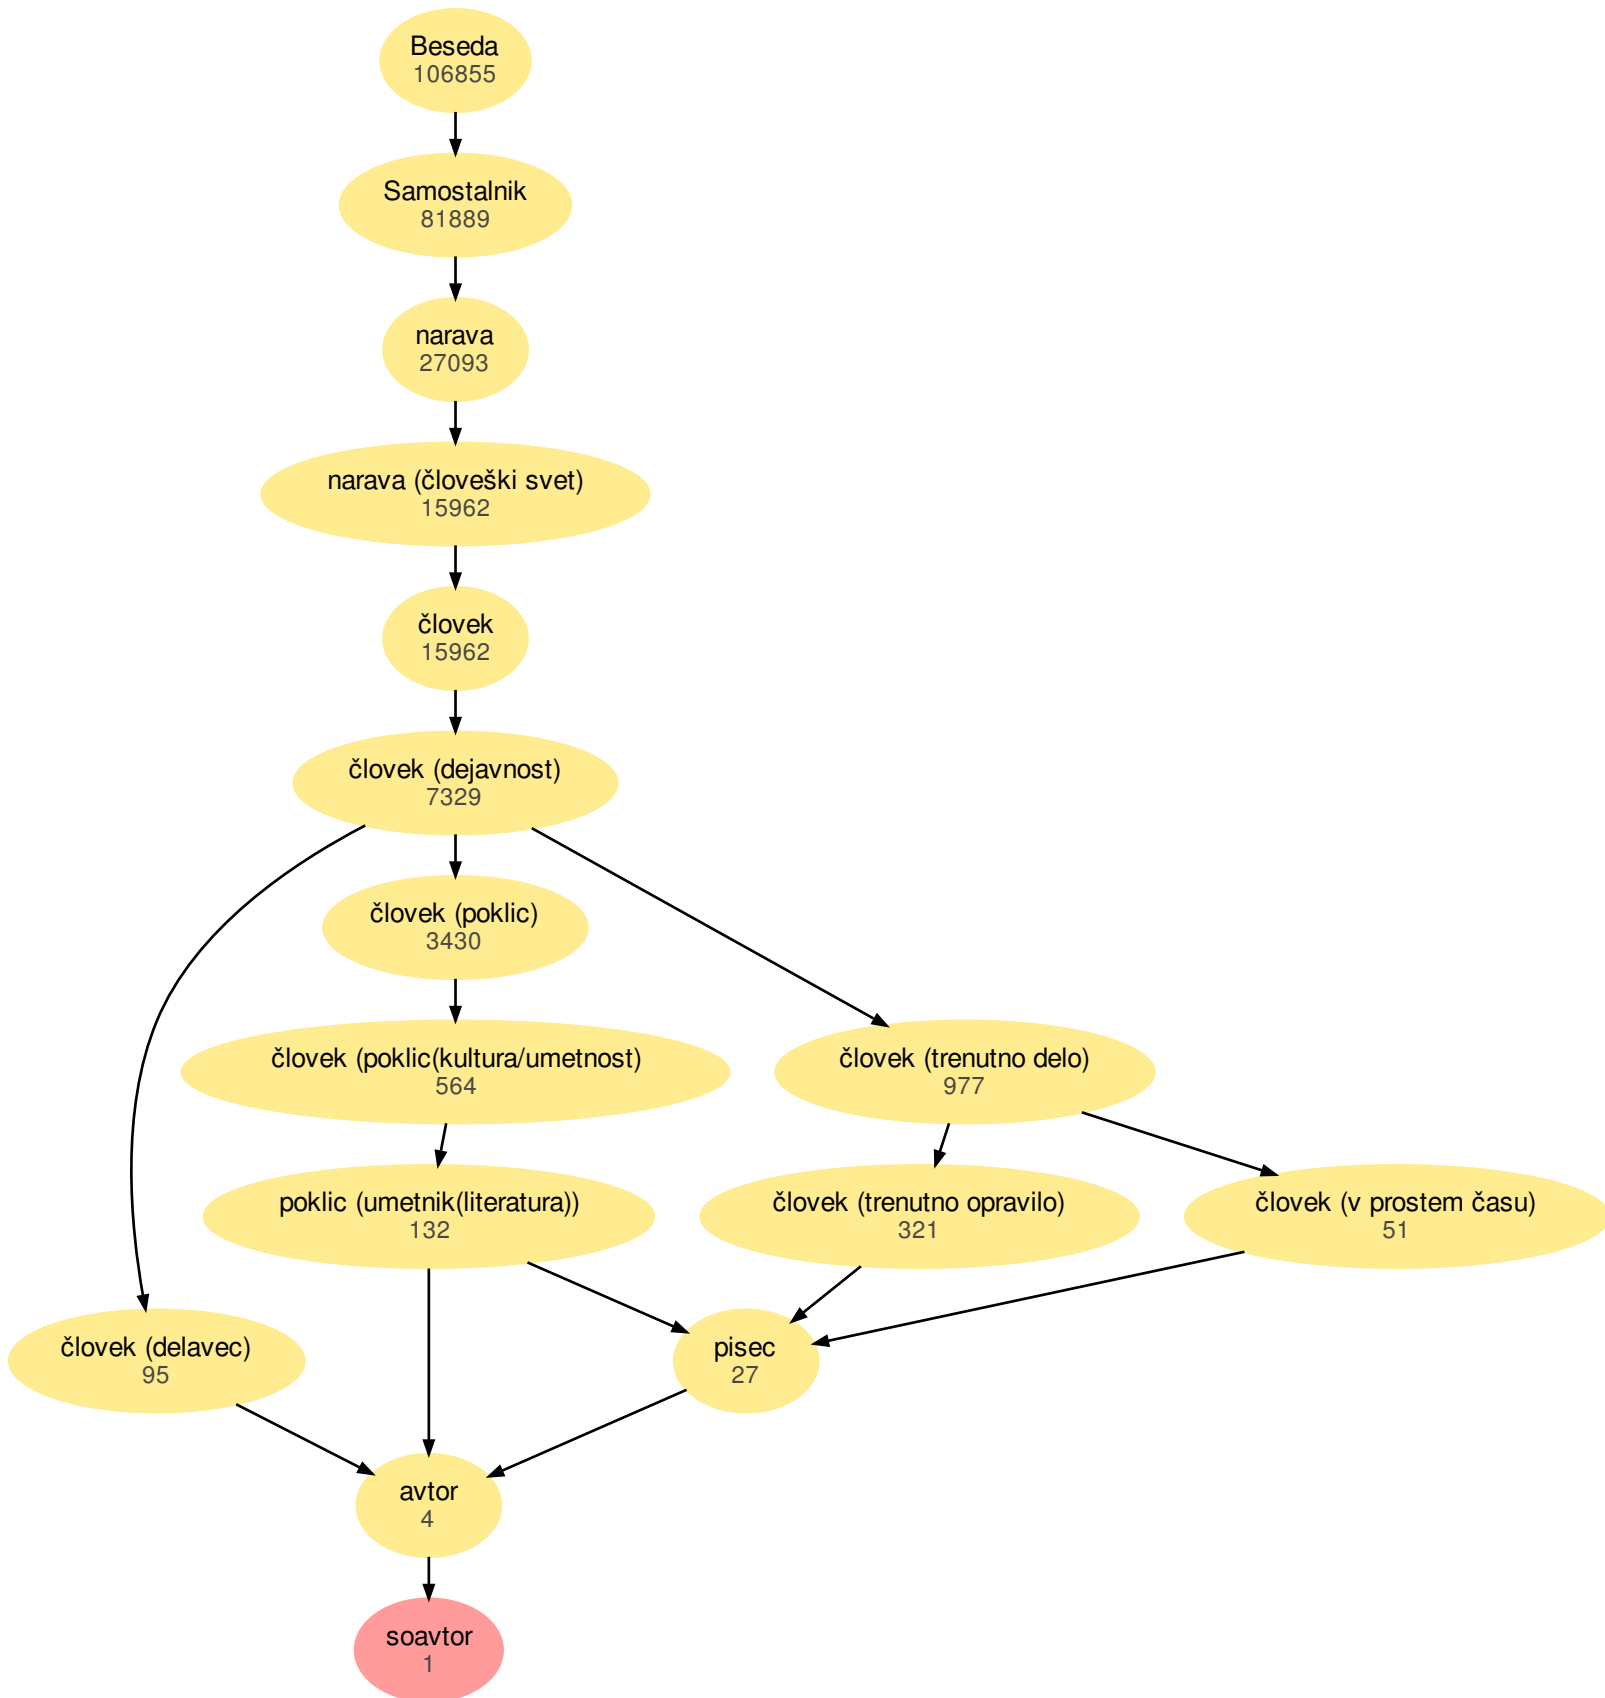 Beseda
106855
Samostalnik
81889
narava
27093
narava (človeški svet)
15962
človek
15962
človek (dejavnost)
7329
človek (poklic)
3430
človek (poklic(kultura/umetnost)
564
človek (trenutno delo)
977
poklic (umetnik(literatura))
132
človek (trenutno opravilo)
321
človek (v prostem času)
51
človek (delavec)
95
pisec
27
avtor
4
soavtor
1